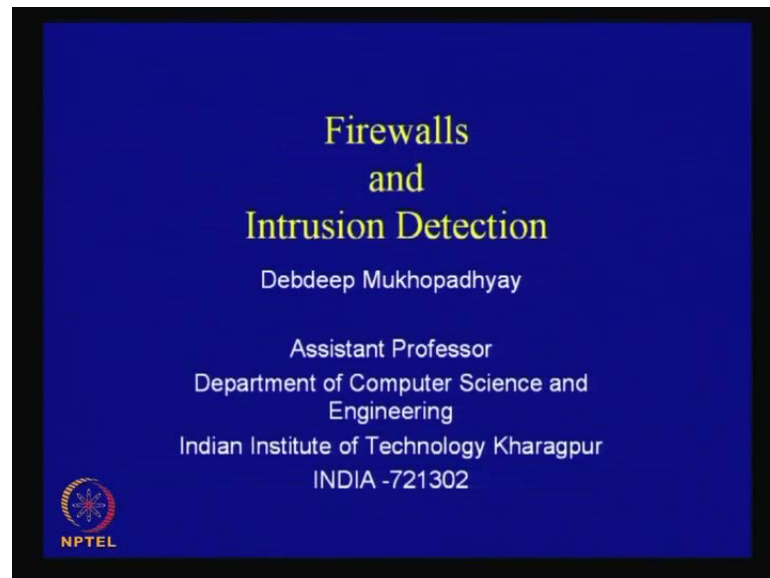 Firewalls
and
Intrusion Detection
Debdeep Mukhopadhyay
Assistant Professor
Department of Computer Science and
Engineering
Indian Institute of Technology Kharagpur
INDIA -721302
NPTEL